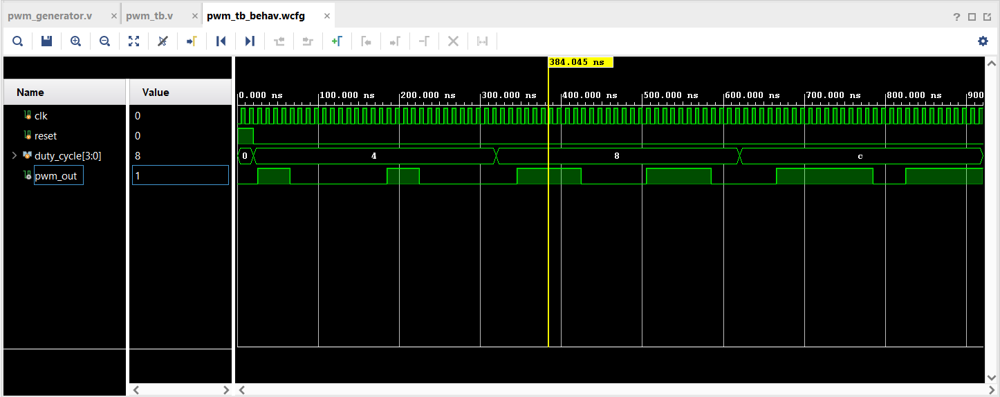 pwm_generator.v × pwm_tb.v × pwm_tb_behav.wcfg ×
?
384.045 ns
Name Value
0.000 ns 100.000 ns 200.000 ns 300.000 ns 400.000 ns 500.000 ns 600.000 ns 700.000 ns 800.000 ns 900
clk 0
reset 0
duty_cycle[3:0] 8 0 4 8 c
pwm_out 1